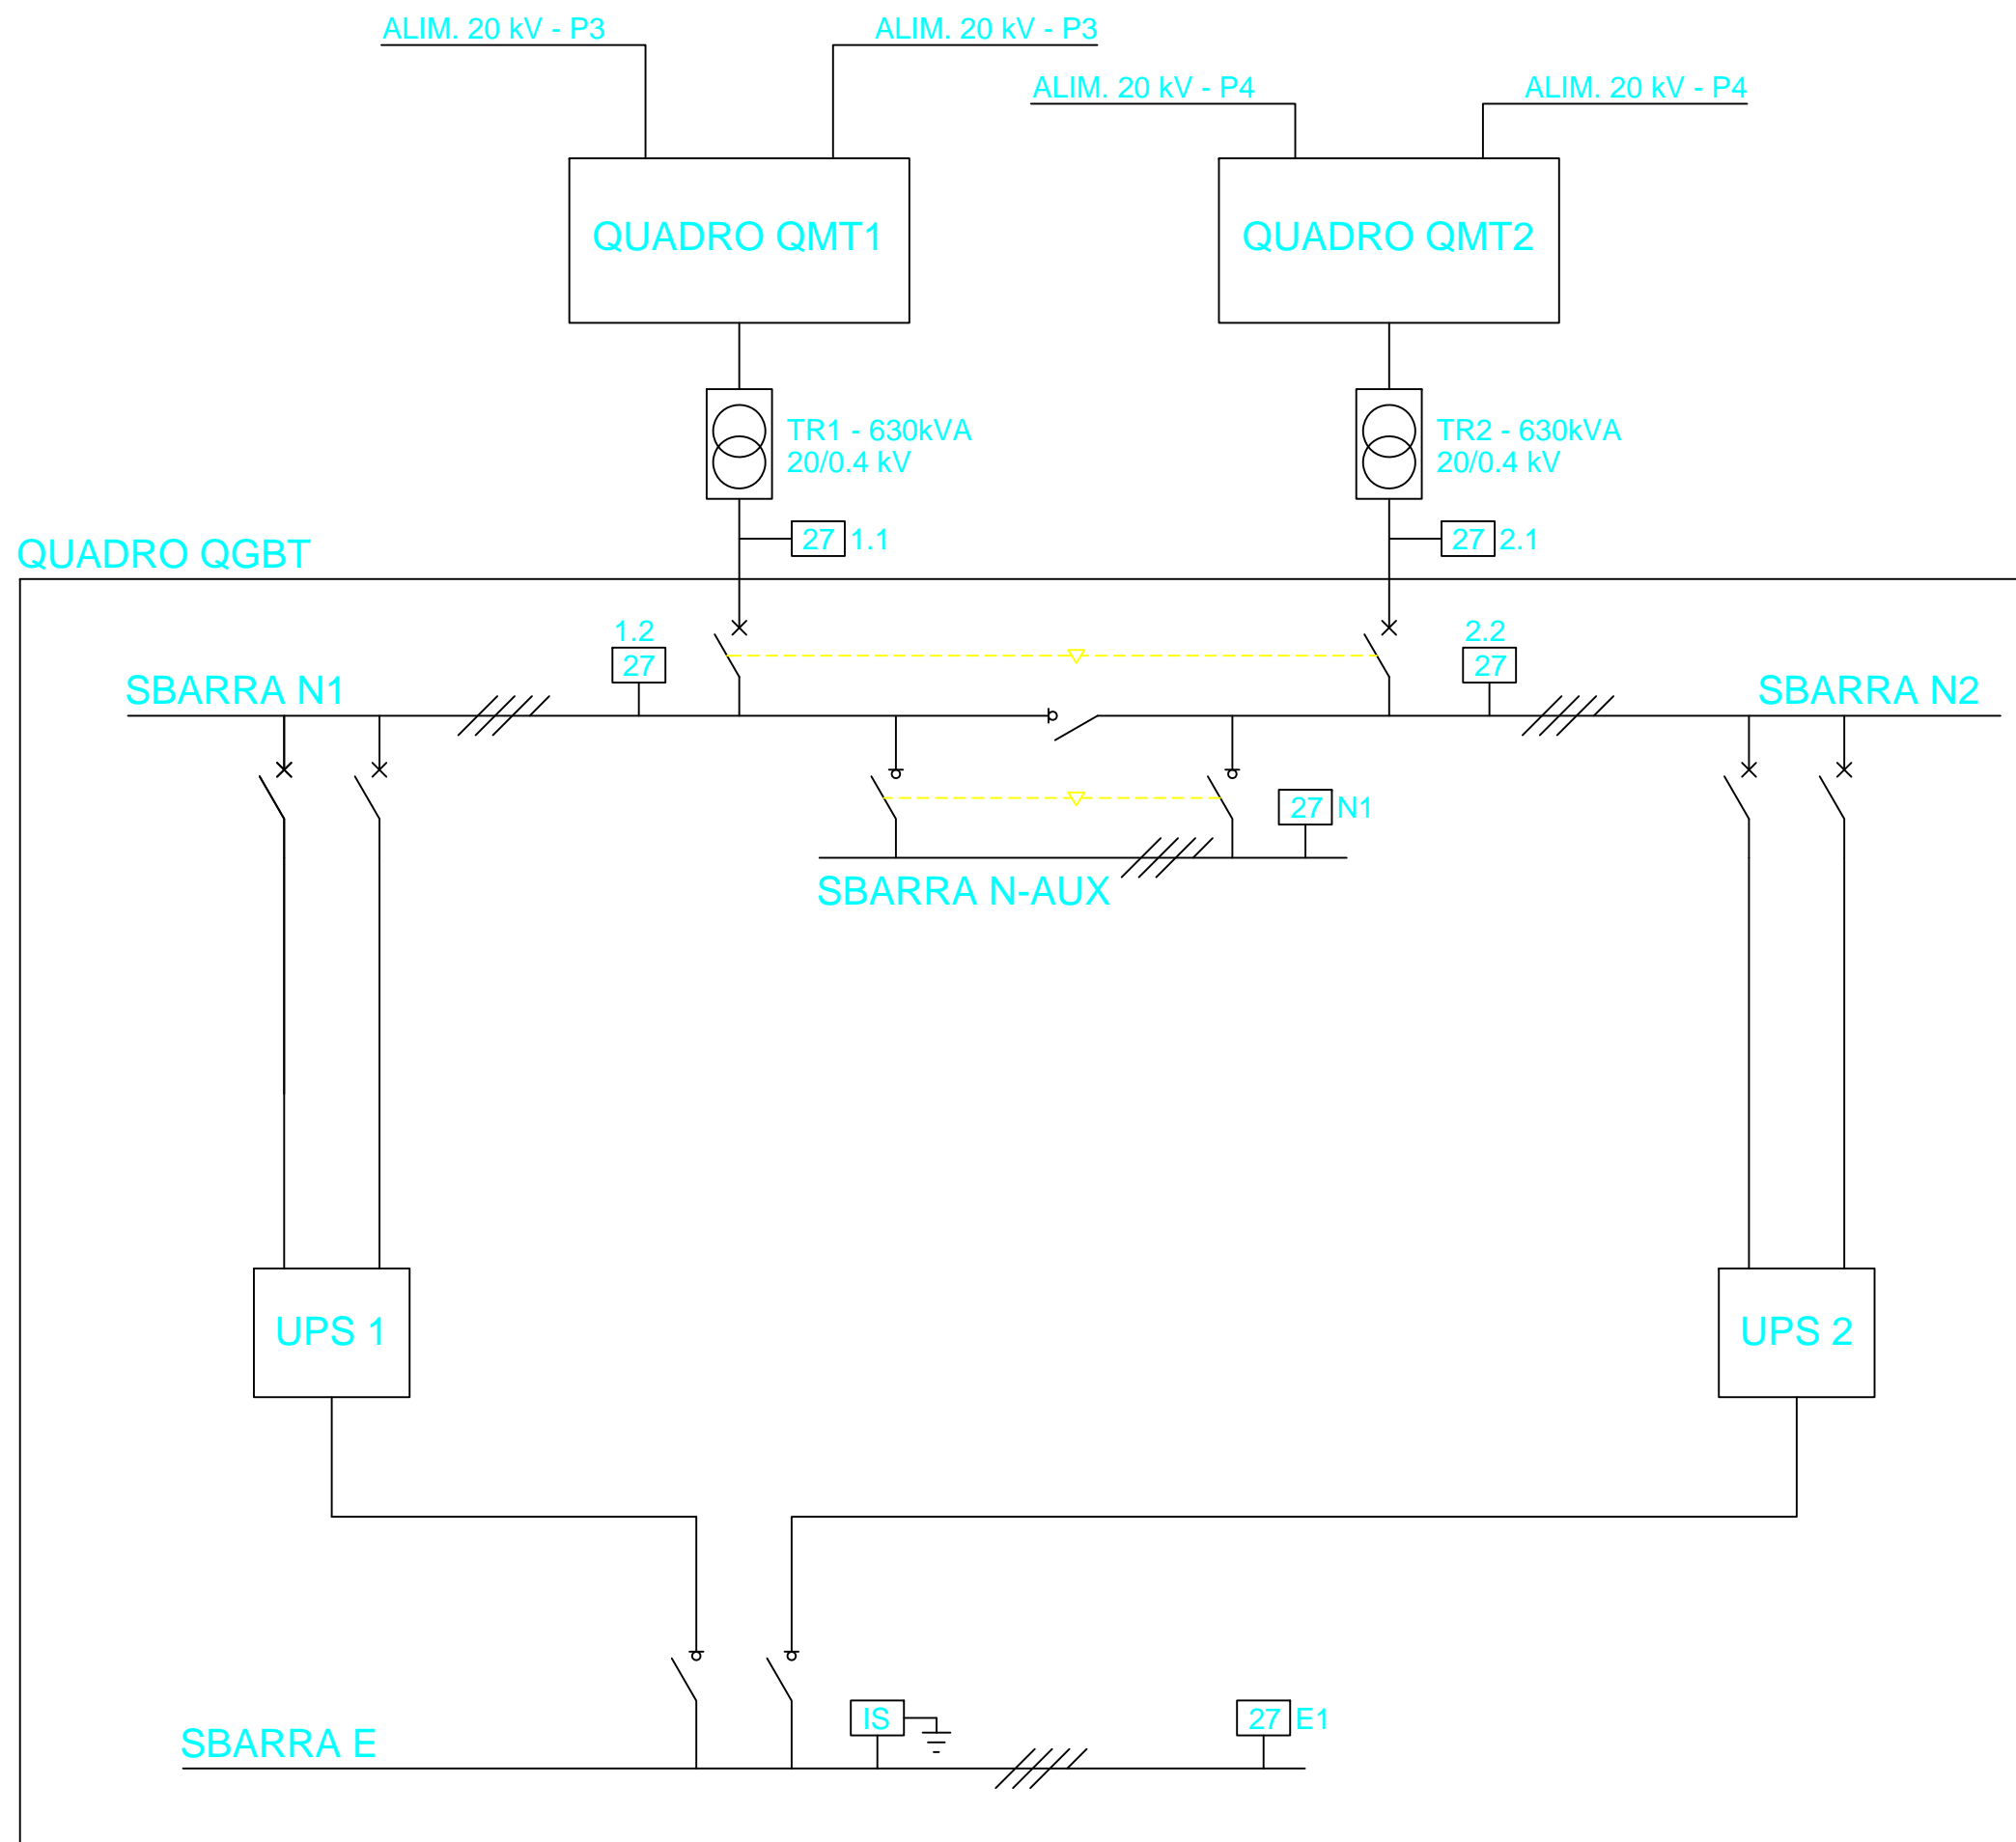 ALIM. 20 kV - P3
ALIM. 20 kV - P3
ALIM. 20 kV - P4
ALIM. 20 kV - P4
QUADRO QMT1
QUADRO QMT2
TR1 - 630kVA
20/0.4 kV
TR2 - 630kVA
20/0.4 kV
27 1.1
27 2.1
QUADRO QGBT
1.2
27
2.2
27
SBARRA N1
SBARRA N2
27 N1
SBARRA N-AUX
UPS 1
UPS 2
IS
27 E1
SBARRA E